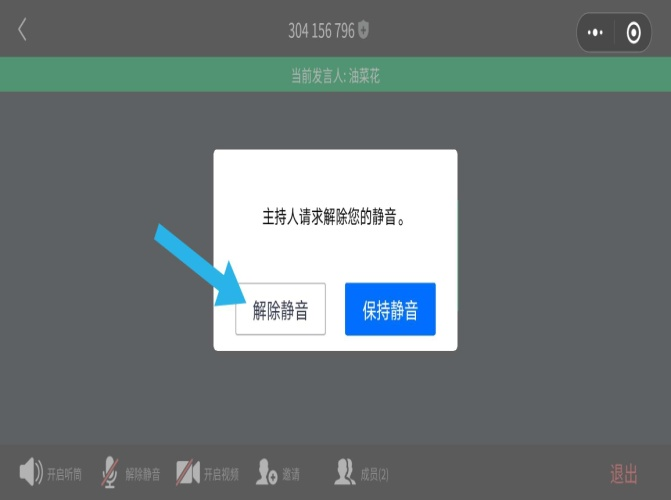 304 156 796
当前发言人: 油菜花
主持人请求解除您的静音。
解除静音
保持静音
开启听筒
解除静音
开启视频
邀请
成员(2)
退出